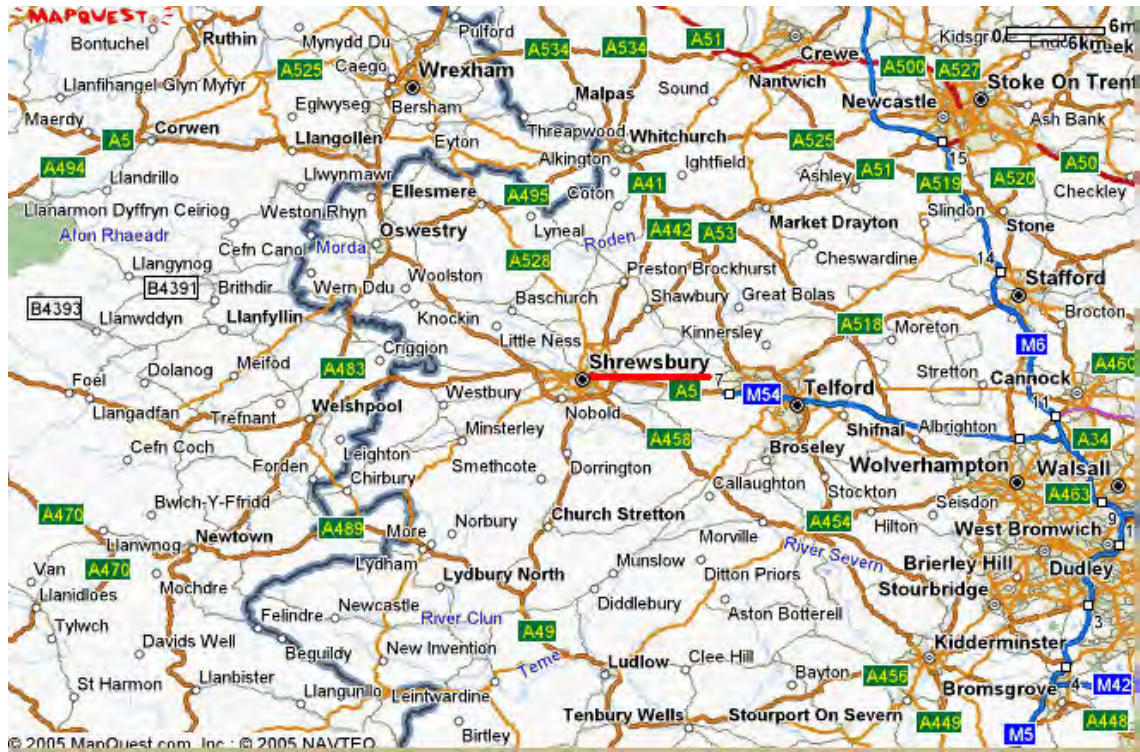 MAPQUEST
Pulford
6m
Bontuchel
Ruthin
Mynydd Du
A534
A534
A51
Crewe
Kidsgr
0
6km
A525
Caego
Wrexham
Nantwich
A500
A527
Stoke On Trent
Llanfihangel Glyn Myfyr
Eglwyseg
Bersham
Malpas
Sound
Newcastle
Maerdy
A5
Corwen
Llangollen
Eyton
Threapwood
Whitchurch
A525
Ash Bank
A494
Alkington
Ightfield
A51
15
A50
Llandrillo
Llwynmawr
Ellesmere
A495
Coton
A41
Ashley
A519
A520
Checkley
Llanarmon Dyffryn Ceiriog
Weston Rhyn
Market Drayton
Slindon
Afon Rhaeadr
Cefn Canol
Morda
Oswestry
Lyneal
Roden
A442
A53
Stone
Llangynog
A528
Cheswardine
14
B4391
Brithdir
Wern Ddu
Woolston
Preston Brockhurst
Stafford
B4393
Baschurch
Shawbury
Great Bolas
Llanwddyn
Llanfyllin
Knockin
Kinnersley
A518
Moreton
Brocton
Little Ness
M6
Criggion
Meifod
A483
Shrewsbury
A460
Dolanog
Foel
Westbury
A5
7
M54
Telford
Stretton
Cannock
Llangadfan
Trefnant
Welshpool
Nobold
11
Cefn Coch
Minsterley
A458
Shifnal
Albrighton
A34
Leighton
Broseley
Forden
Smethcote
Dorrington
Wolverhampton
Walsall
Chirbury
Callaughton
Stockton
Seisdon
A463
Bwlch-Y-Ffridd
A470
A489
More
Norbury
Church Stretton
A454
Hilton
9
West Bromwich
1
Llanwnog
Newtown
Morville
River Severn
Van
A470
Mochdre
Lydham
Lydbury North
Munslow
Ditton Priors
Brierley Hill
Dudley
Llanidloes
Newcastle
Diddlebury
Stourbridge
Felindre
River Clun
Aston Botterell
3
Tylwch
Davids Well
A49
Kidderminster
Beguildy
New Invention
Teme
Ludlow
Clee Hill
Bayton
St Harmon
Llanbister
Llangunllo
Leintwardine
A456
Bromsgrove
4
M42
Tenbury Wells
Stourport On Severn
A449
M5
A448
Birtley
© 2005 MapQuest.com, Inc.; © 2005 NAVTEQ